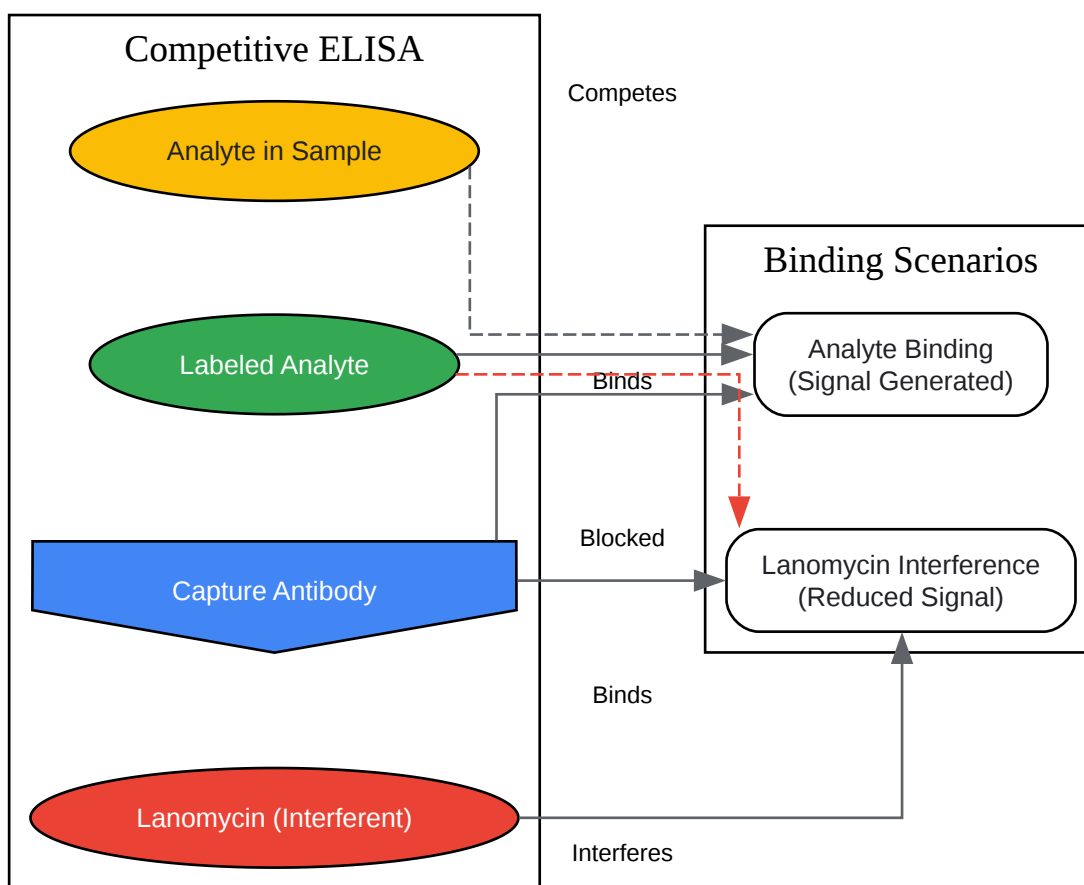 Competitive ELISA
Competes
Analyte in Sample
Binding Scenarios
Analyte Binding
(Signal Generated)
Labeled Analyte
Binds
Blocked
Lanomycin Interference
(Reduced Signal)
Capture Antibody
Binds
Lanomycin (Interferent)
Interferes